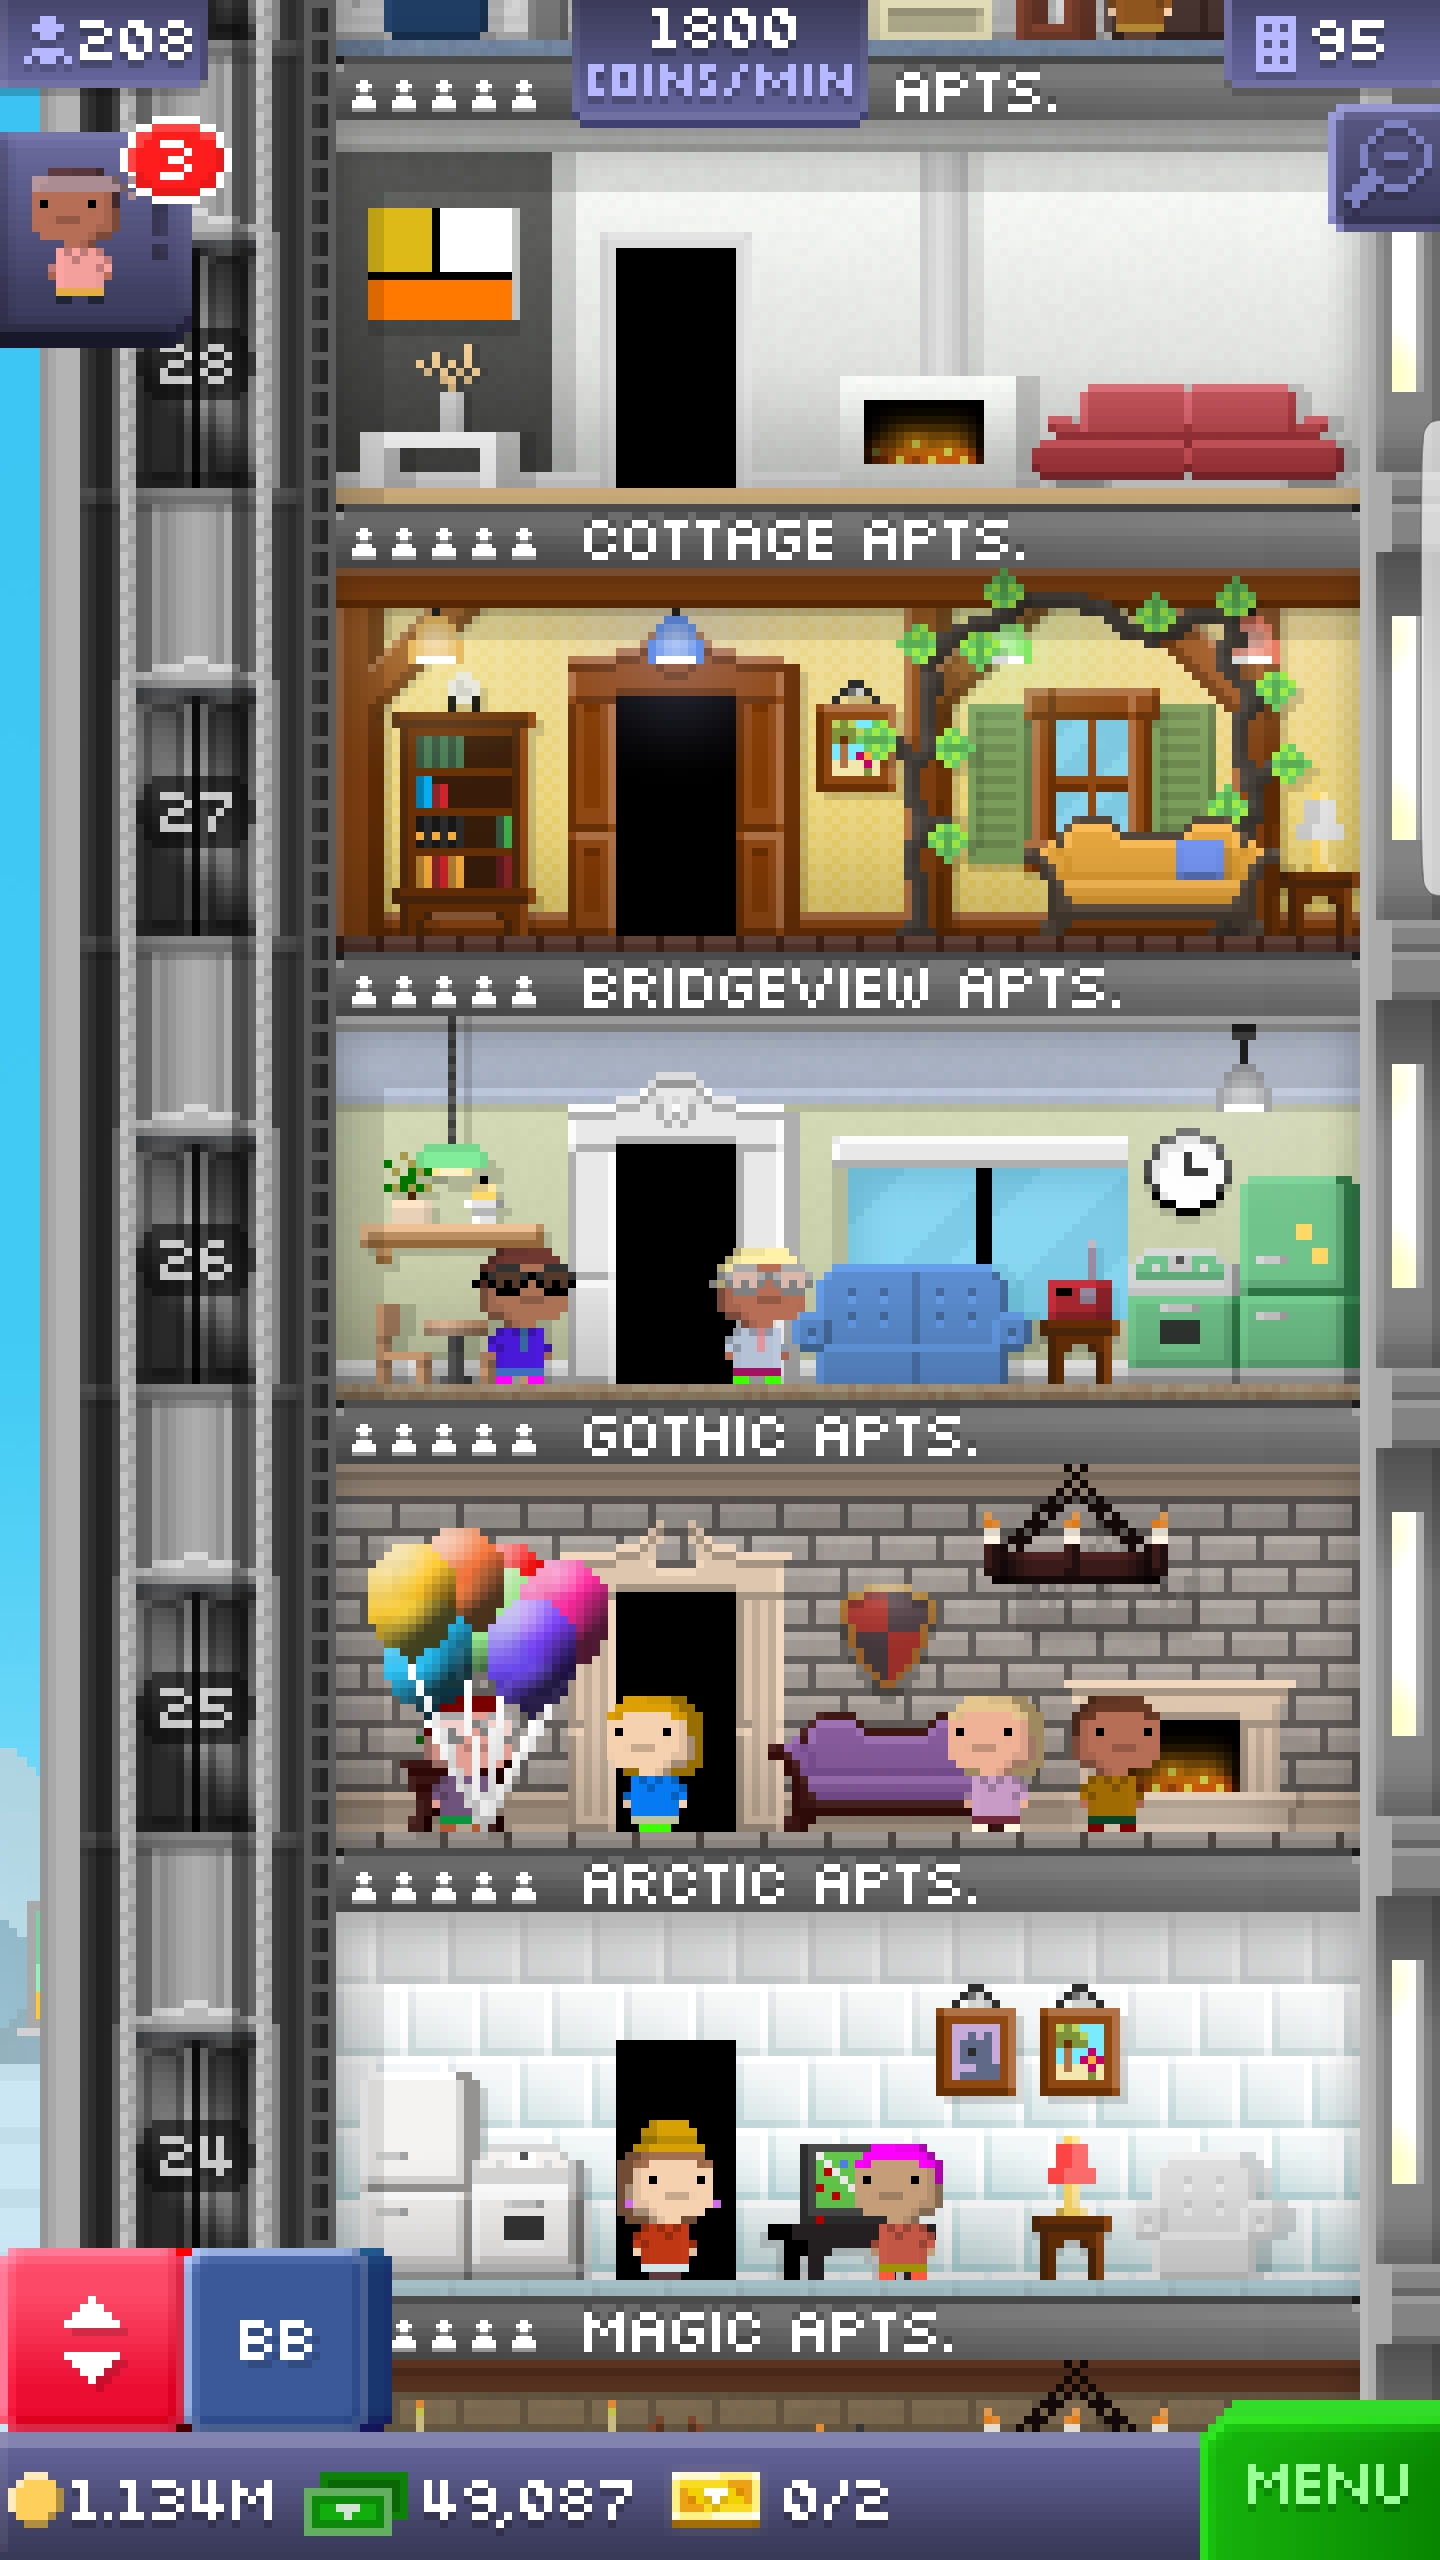 208
1800
COINS/MIN
95
APTS.
3
28
COTTAGE APTS.
27
BRIDGEVIEW APTS.
26
GOTHIC APTS.
25
ARCTIC APTS.
24
BB
MAGIC APTS.
1.134M
49,087
0/2
MENU